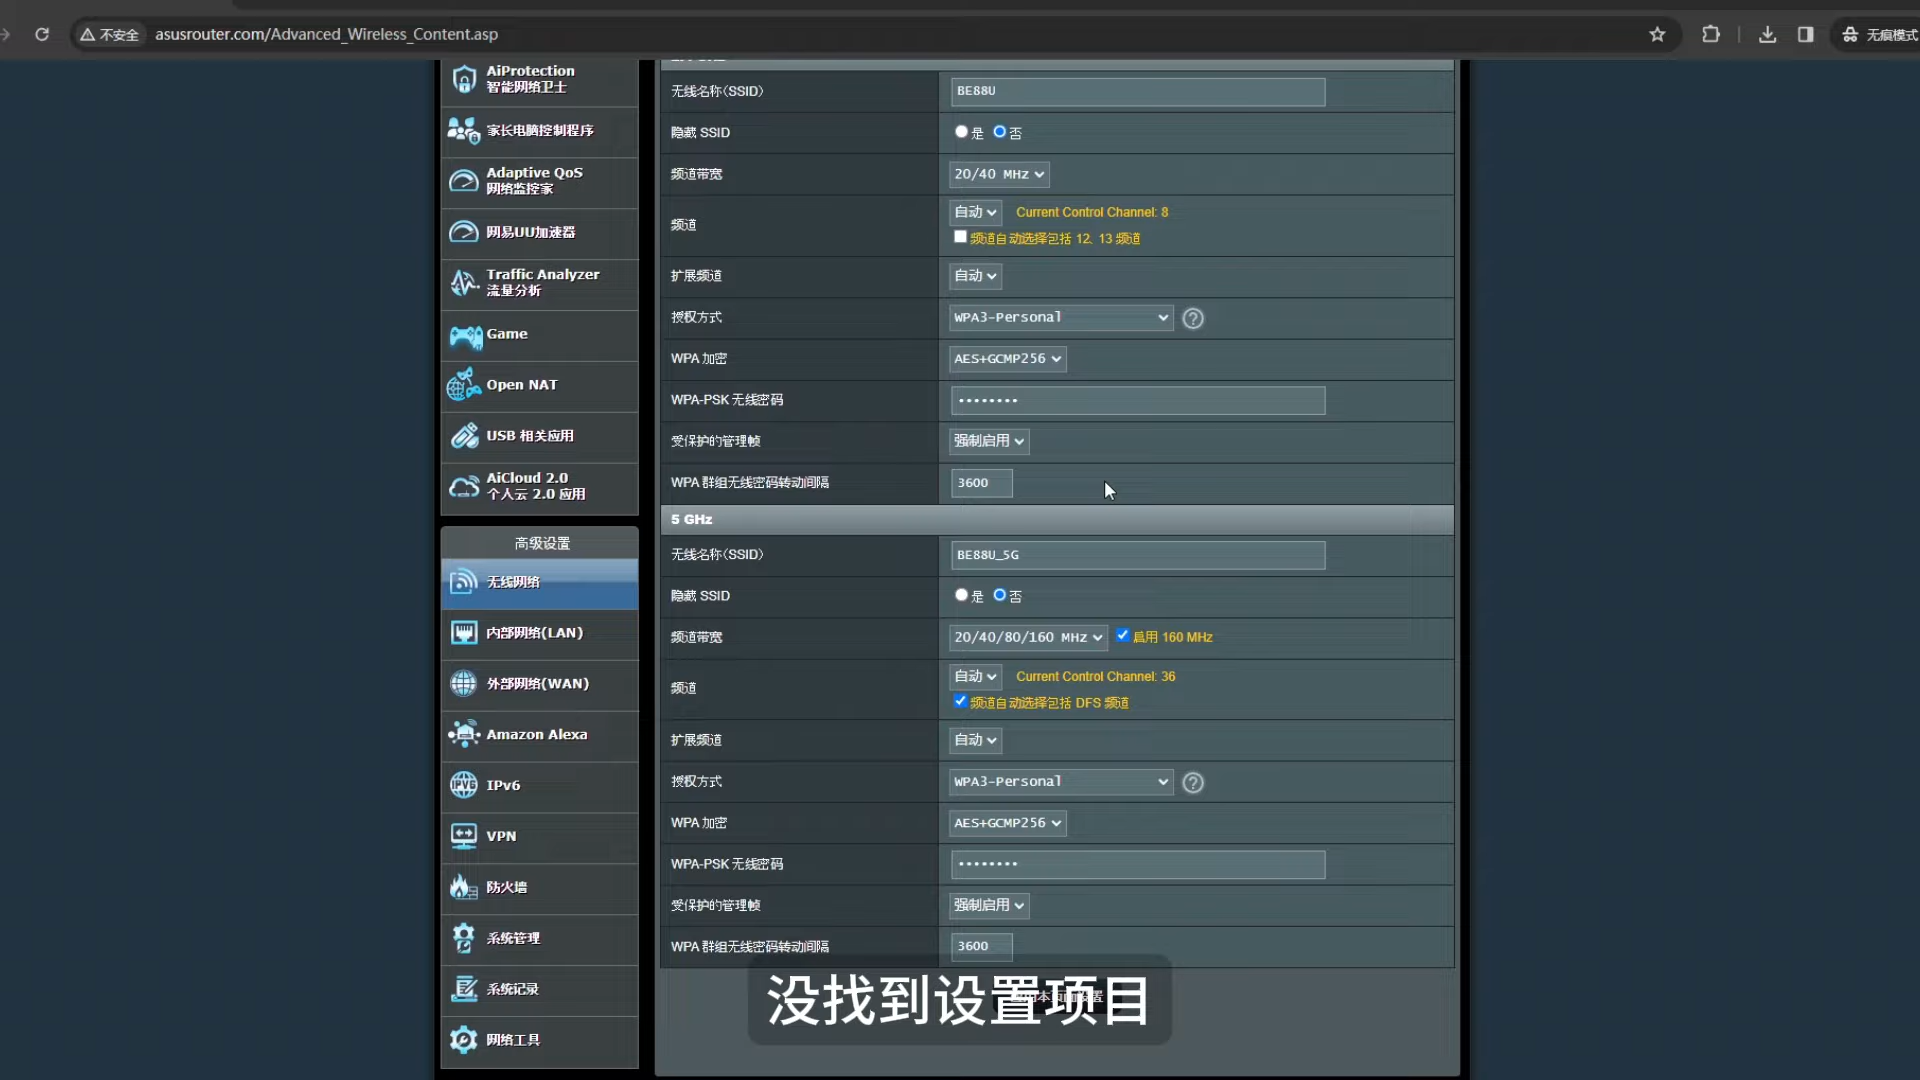 不安全
asusrouter.com/Advanced_Wireless_Content.asp
无痕模式
AiProtection
智能网络卫士
家长电脑控制程序
Adaptive QoS
网络监控家
网易UU加速器
Traffic Analyzer
流量分析
Game
Open NAT
USB 相关应用
AiCloud 2.0
个人云 2.0 应用
高级设置
无线网络
内部网络(LAN)
外部网络(WAN)
Amazon Alexa
IPv6
VPN
防火墙
系统管理
系统记录
网络工具
无线名称(SSID) BE88U
隐藏 SSID 是 否
频道带宽 20/40 MHz
频道 自动 Current Control Channel: 8
频道自动选择包括 12, 13 频道
扩展频道 自动
授权方式 WPA3-Personal ?
WPA 加密 AES+GCMP256
WPA-PSK 无线密码 ••••••••
受保护的管理帧 强制启用
WPA 群组无线密码转动间隔 3600
5 GHz
无线名称(SSID) BE88U_5G
隐藏 SSID 是 否
频道带宽 20/40/80/160 MHz 启用 160 MHz
频道 自动 Current Control Channel: 36
频道自动选择包括 DFS 频道
扩展频道 自动
授权方式 WPA3-Personal ?
WPA 加密 AES+GCMP256
WPA-PSK 无线密码 ••••••••
受保护的管理帧 强制启用
WPA 群组无线密码转动间隔 3600
没找到设置项目